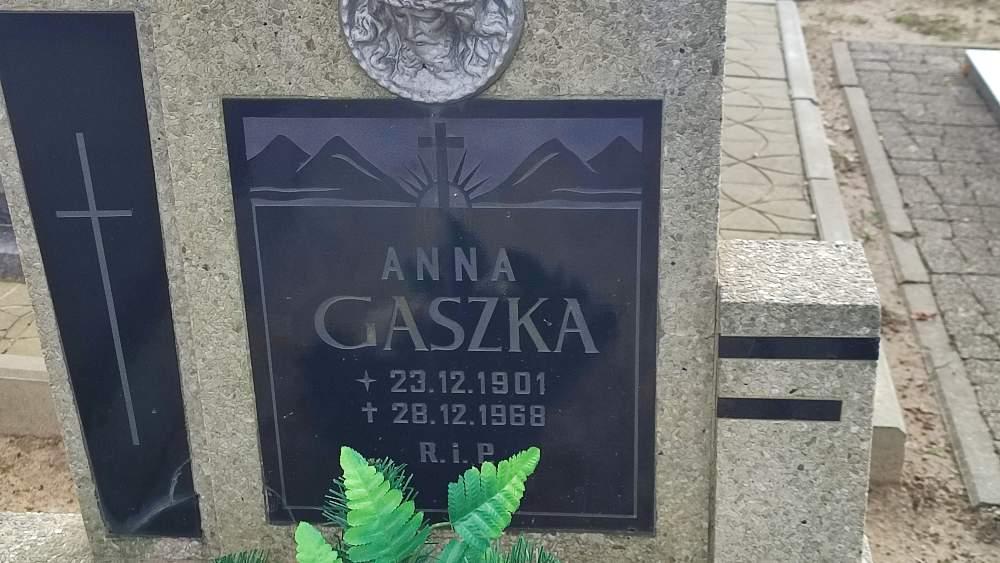 ANNA
GASZKA
23.12.1901
✝ 28.12.1968
R.i.P